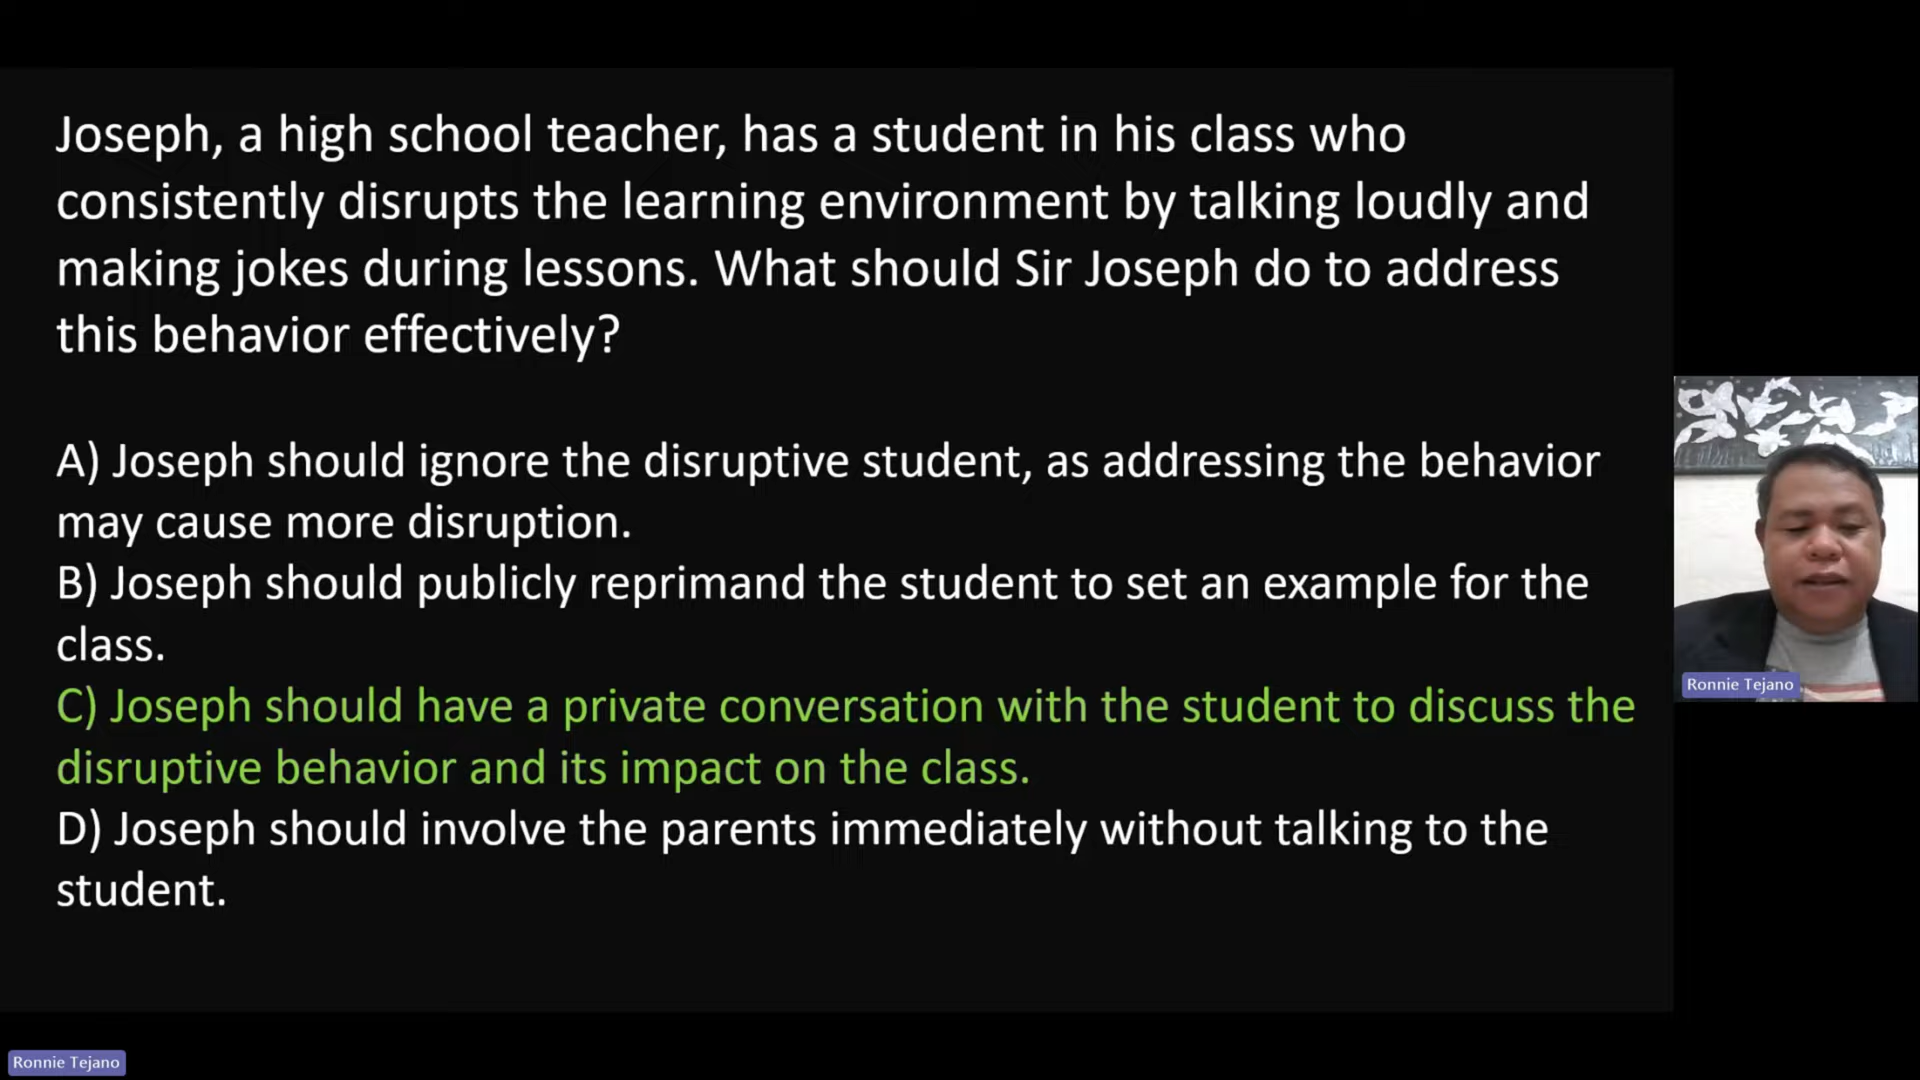 Joseph, a high school teacher, has a student in his class who
consistently disrupts the learning environment by talking loudly and
making jokes during lessons. What should Sir Joseph do to address
this behavior effectively?
A) Joseph should ignore the disruptive student, as addressing the behavior
may cause more disruption.
B) Joseph should publicly reprimand the student to set an example for the
class.
C) Joseph should have a private conversation with the student to discuss the
disruptive behavior and its impact on the class.
D) Joseph should involve the parents immediately without talking to the
student.
Ronnie Tejano
Ronnie Tejano